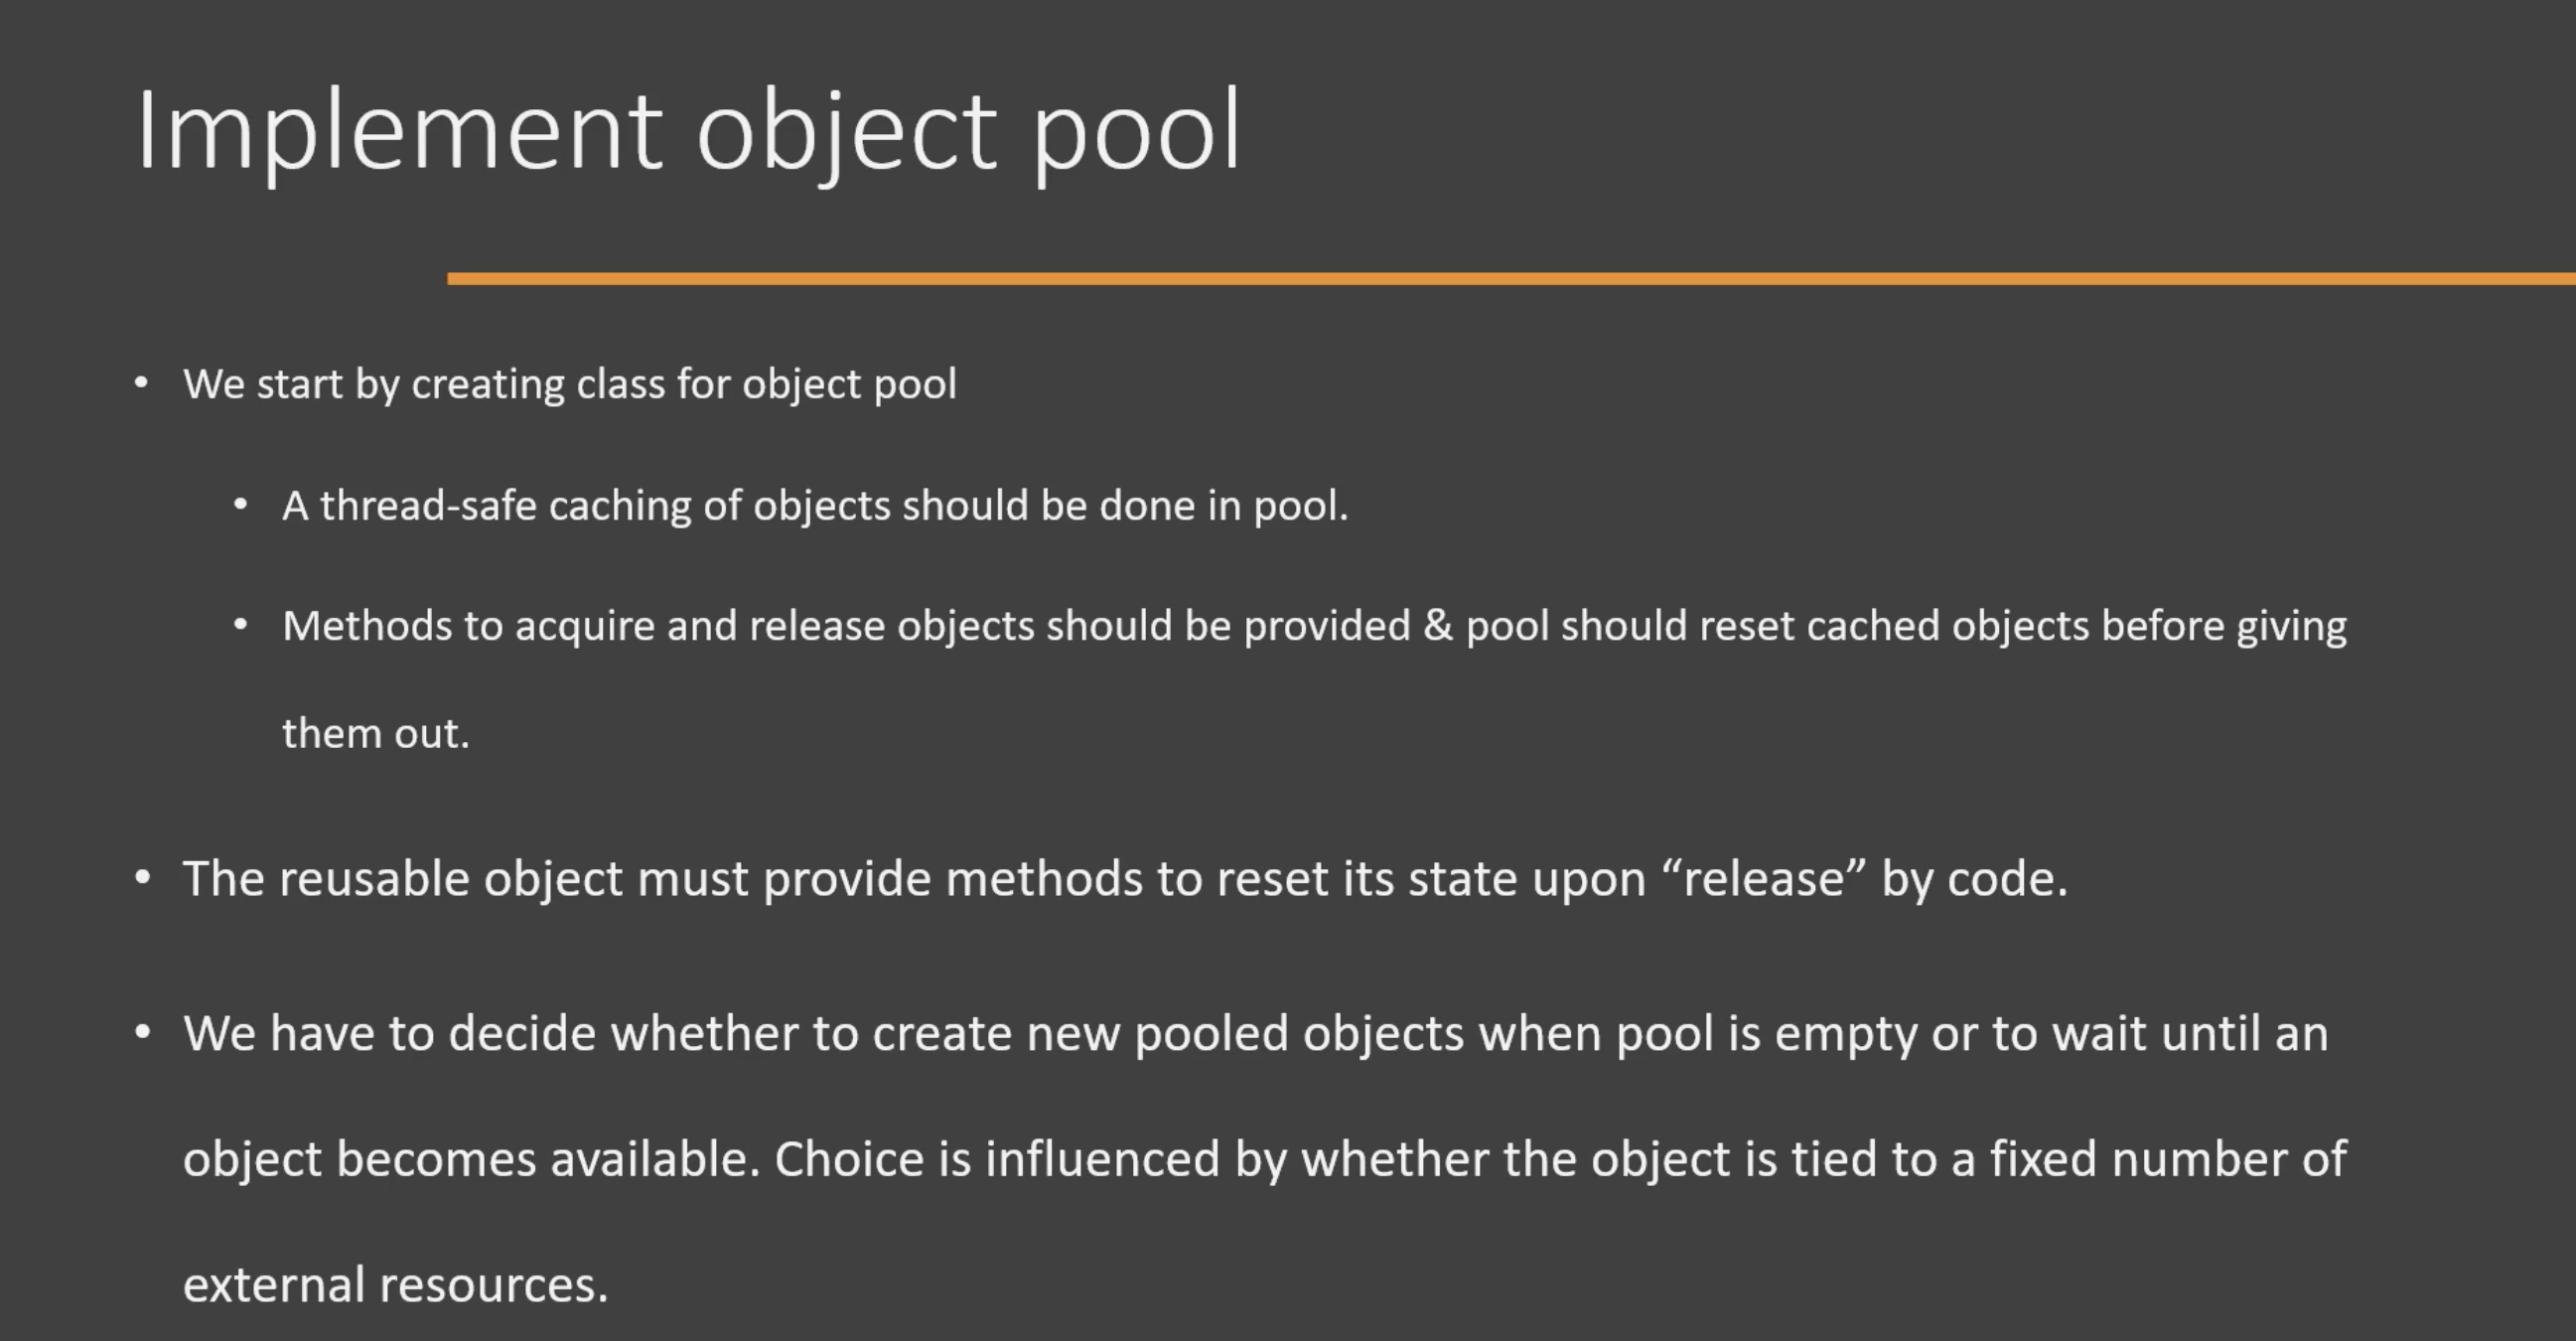 Implement object pool
• We start by creating class for object pool
• A thread-safe caching of objects should be done in pool.
• Methods to acquire and release objects should be provided & pool should reset cached objects before giving
them out.
• The reusable object must provide methods to reset its state upon “release” by code.
• We have to decide whether to create new pooled objects when pool is empty or to wait until an
object becomes available. Choice is influenced by whether the object is tied to a fixed number of
external resources.